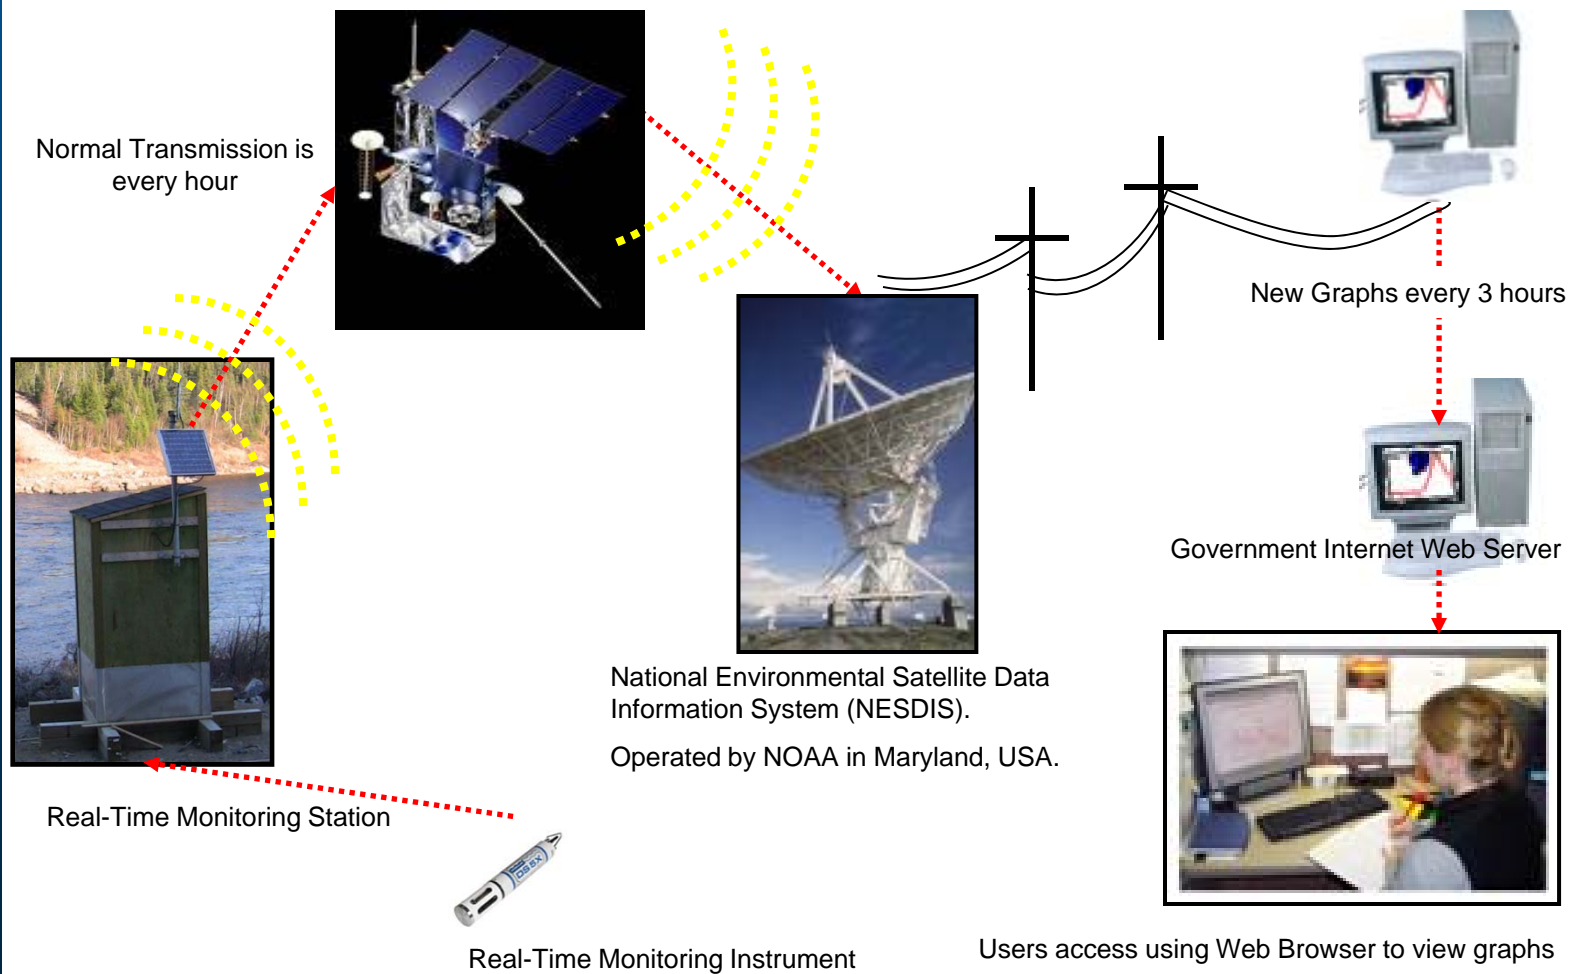 Normal Transmission is
every hour
New Graphs every 3 hours
Government Internet Web Server
National Environmental Satellite Data
Information System (NESDIS).
Operated by NOAA in Maryland, USA.
Real-Time Monitoring Station
DS5X
Real-Time Monitoring Instrument
Users access using Web Browser to view graphs